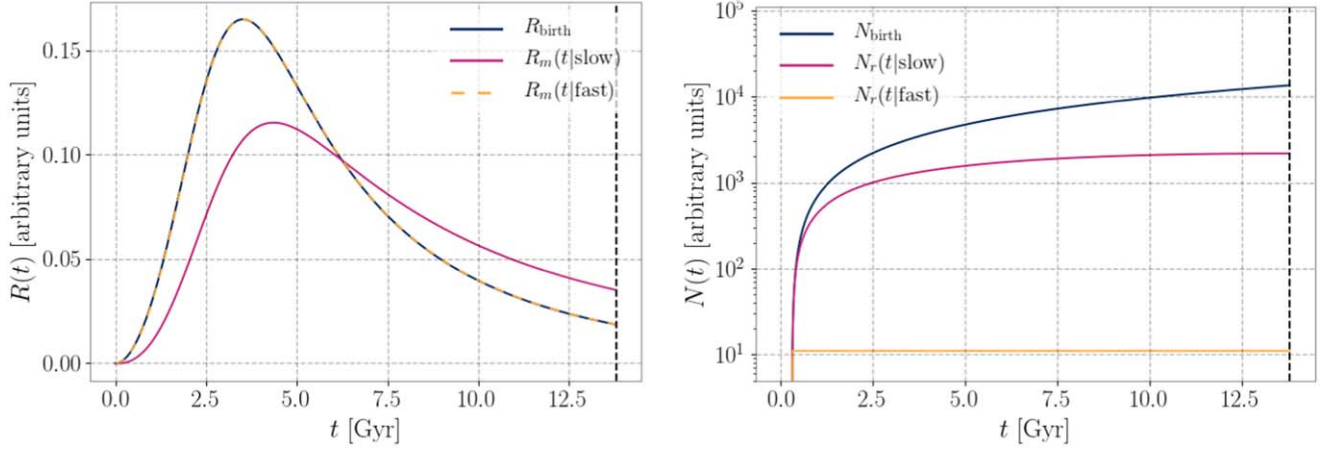 R(t) [arbitrary units]
0.15
0.10
0.05
0.00
R_birth
R_m(t|slow)
R_m(t|fast)
0.0 2.5 5.0 7.5 10.0 12.5
t [Gyr]
N(t) [arbitrary units]
10^5
10^4
10^3
10^2
10^1
N_birth
N_r(t|slow)
N_r(t|fast)
0.0 2.5 5.0 7.5 10.0 12.5
t [Gyr]